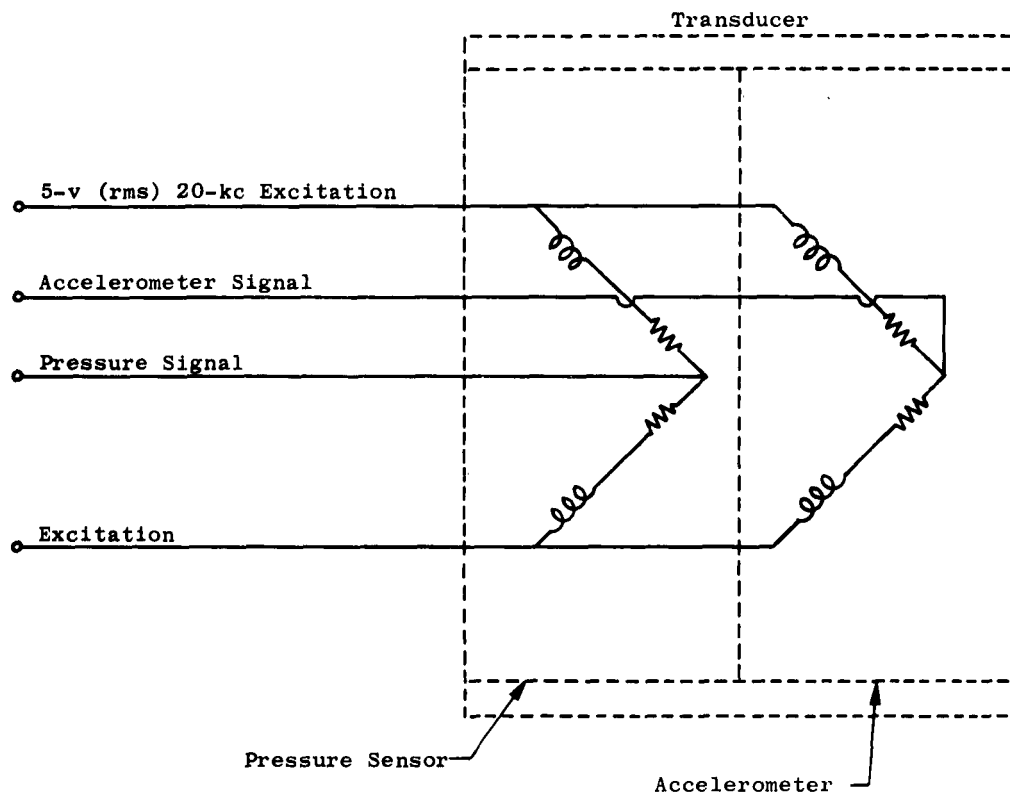 Transducer
5-v (rms) 20-kc Excitation
Accelerometer Signal
Pressure Signal
Excitation
Pressure Sensor
Accelerometer